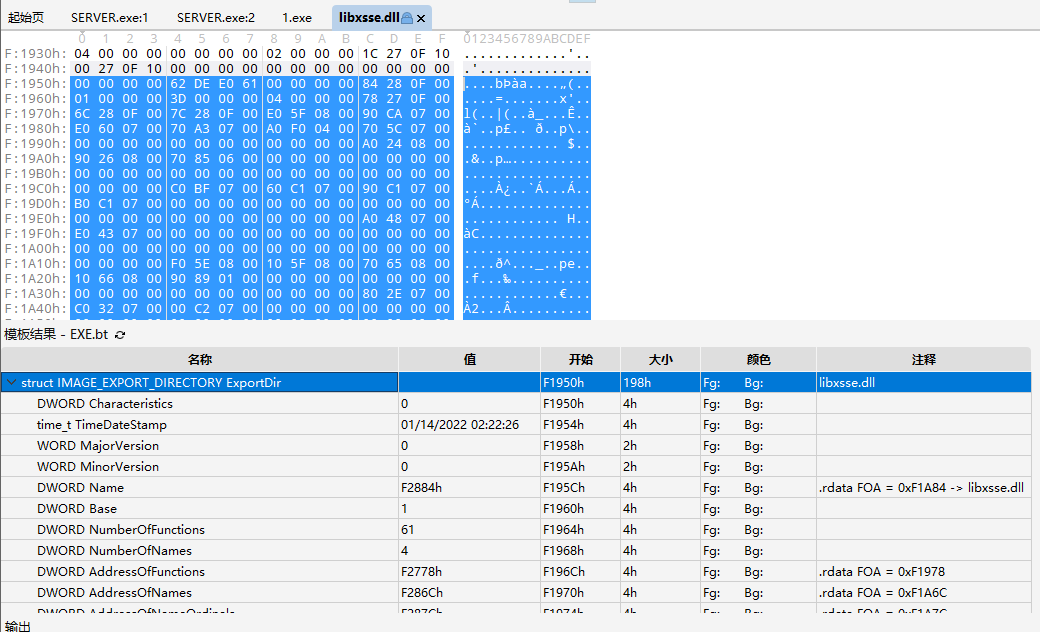 起始页 SERVER.exe:1 SERVER.exe:2 1.exe libxsse.dll
0 1 2 3 4 5 6 7 8 9 A B C D E F 0123456789ABCDEF
F:1930h: 04 00 00 00 00 00 00 00 02 00 00 00 1C 27 0F 10 .............'..
F:1940h: 00 27 0F 10 00 00 00 00 00 00 00 00 00 00 00 00 .'..............
F:1950h: 00 00 00 00 62 DE E0 61 00 00 00 00 84 28 0F 00 ....bÞàa....„(..
F:1960h: 01 00 00 00 3D 00 00 00 04 00 00 00 78 27 0F 00 ....=.......x'..
F:1970h: 6C 28 0F 00 7C 28 0F 00 E0 5F 08 00 90 CA 07 00 l(..|(..à_...Ê..
F:1980h: E0 60 07 00 70 A3 07 00 A0 F0 04 00 70 5C 07 00 à`..p£.. ð..p\..
F:1990h: 00 00 00 00 00 00 00 00 00 00 00 00 A0 24 08 00 ............ $..
F:19A0h: 90 26 08 00 70 85 06 00 00 00 00 00 00 00 00 00 .&..p…..........
F:19B0h: 00 00 00 00 00 00 00 00 00 00 00 00 00 00 00 00 ................
F:19C0h: 00 00 00 00 C0 BF 07 00 60 C1 07 00 90 C1 07 00 ....À¿..`Á...Á..
F:19D0h: B0 C1 07 00 00 00 00 00 00 00 00 00 00 00 00 00 °Á..............
F:19E0h: 00 00 00 00 00 00 00 00 00 00 00 00 A0 48 07 00 ............ H..
F:19F0h: E0 43 07 00 00 00 00 00 00 00 00 00 00 00 00 00 àC..............
F:1A00h: 00 00 00 00 00 00 00 00 00 00 00 00 00 00 00 00 ................
F:1A10h: 00 00 00 00 F0 5E 08 00 10 5F 08 00 70 65 08 00 ....ð^..._..pe..
F:1A20h: 10 66 08 00 90 89 01 00 00 00 00 00 00 00 00 00 .f...‰..........
F:1A30h: 00 00 00 00 00 00 00 00 00 00 00 00 80 2E 07 00 ............€...
F:1A40h: C0 32 07 00 00 C2 07 00 00 00 00 00 00 00 00 00 À2...Â..........
模板结果 - EXE.bt
名称 值 开始 大小 颜色 注释
struct IMAGE_EXPORT_DIRECTORY ExportDir F1950h 198h Fg: Bg: libxsse.dll
DWORD Characteristics 0 F1950h 4h Fg: Bg:
time_t TimeDateStamp 01/14/2022 02:22:26 F1954h 4h Fg: Bg:
WORD MajorVersion 0 F1958h 2h Fg: Bg:
WORD MinorVersion 0 F195Ah 2h Fg: Bg:
DWORD Name F2884h F195Ch 4h Fg: Bg: .rdata FOA = 0xF1A84 -> libxsse.dll
DWORD Base 1 F1960h 4h Fg: Bg:
DWORD NumberOfFunctions 61 F1964h 4h Fg: Bg:
DWORD NumberOfNames 4 F1968h 4h Fg: Bg:
DWORD AddressOfFunctions F2778h F196Ch 4h Fg: Bg: .rdata FOA = 0xF1978
DWORD AddressOfNames F286Ch F1970h 4h Fg: Bg: .rdata FOA = 0xF1A6C
DWORD AddressOfNameOrdinals F287Ch F1974h 4h Fg: Bg: .rdata FOA = 0xF1A7C
输出